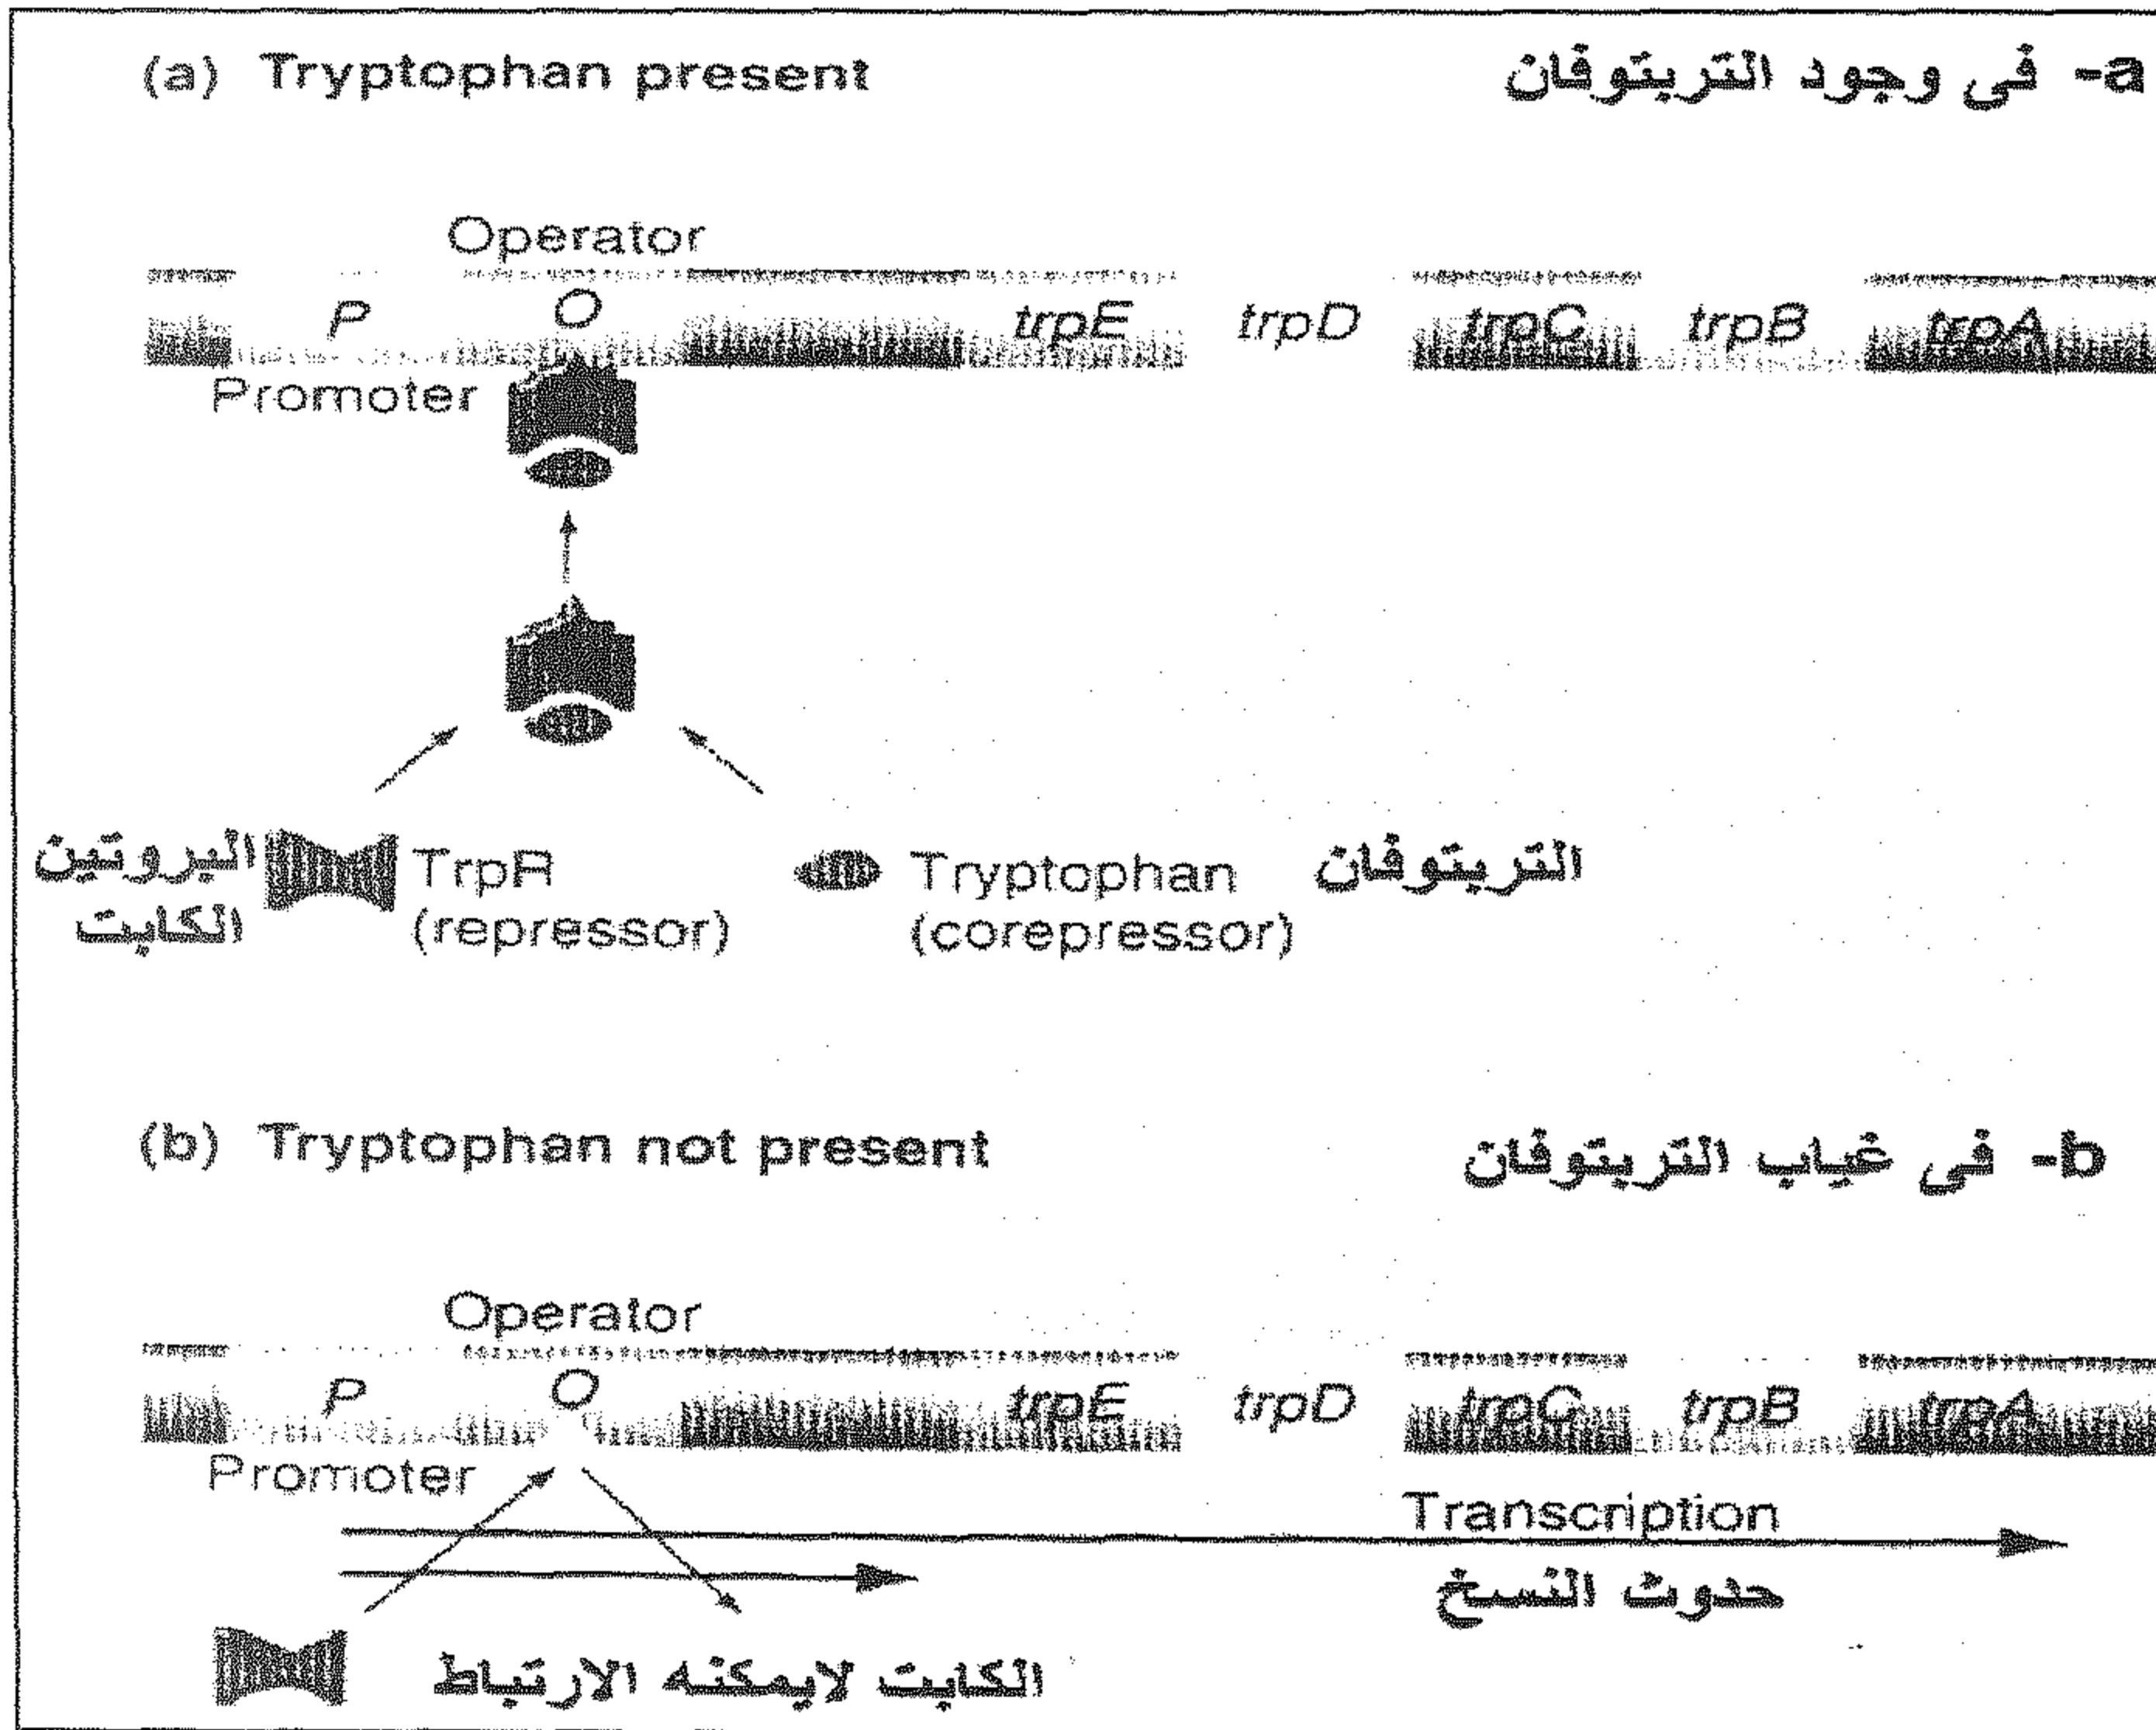 (a) Tryptophan present
a- فى وجود التربتوفان
Operator
P O trpE trpD trpC trpB trpA
Promoter
البروتين
الكابت
TrpR
(repressor)
Tryptophan
(corepressor)
التربتوفان
(b) Tryptophan not present
b- فى غياب التربتوفان
Operator
P O trpE trpD trpC trpB trpA
Promoter
Transcription
حدوث النسخ
الكابت لايمكنه الارتباط